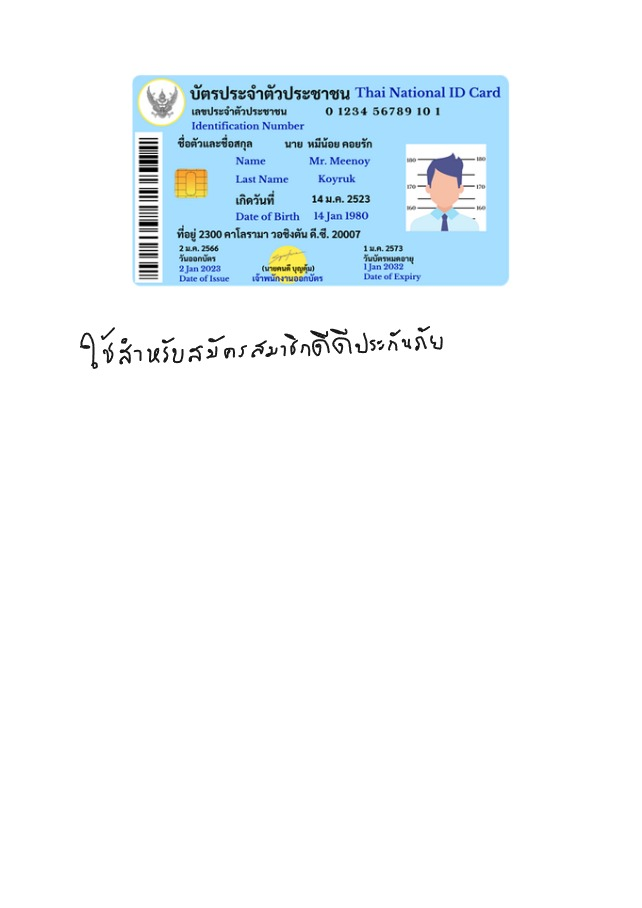 บัตรประจำตัวประชาชน Thai National ID Card
เลขประจำตัวประชาชน 0 1234 56789 10 1
Identification Number
ชื่อตัวและชื่อสกุล นาย หมีน้อย คอยรัก
Name Mr. Meenoy
Last Name Koyruk
เกิดวันที่ 14 ม.ค. 2523
Date of Birth 14 Jan 1980
ที่อยู่ 2300 คาโลรามา วอชิงตัน ดี.ซี. 20007
2 ม.ค. 2566
วันออกบัตร
2 Jan 2023
Date of Issue
(นายคนดี บุญคุ้ม)
เจ้าพนักงานออกบัตร
1 ม.ค. 2573
วันบัตรหมดอายุ
1 Jan 2032
Date of Expiry
180 180
170 170
160 160
ใช้สำหรับสมัครสมาชิกดีดีประกันภัย